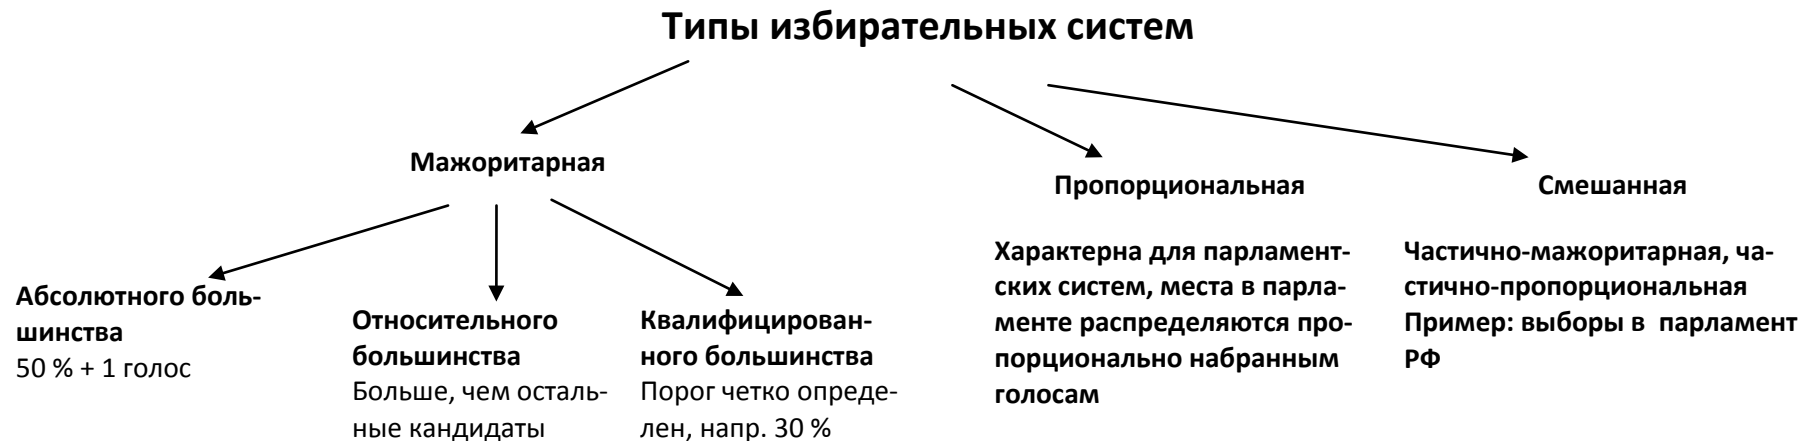 Типы избирательных систем
Мажоритарная
Пропорциональная
Смешанная
Абсолютного боль-
шинства
50 % + 1 голос
Относительного
большинства
Больше, чем осталь-
ные кандидаты
Квалифицирован-
ного большинства
Порог четко опреде-
лен, напр. 30 %
Характерна для парламент-
ских систем, места в парла-
менте распределяются про-
порционально набранным
голосам
Частично-мажоритарная, ча-
стично-пропорциональная
Пример: выборы в  парламент
РФ